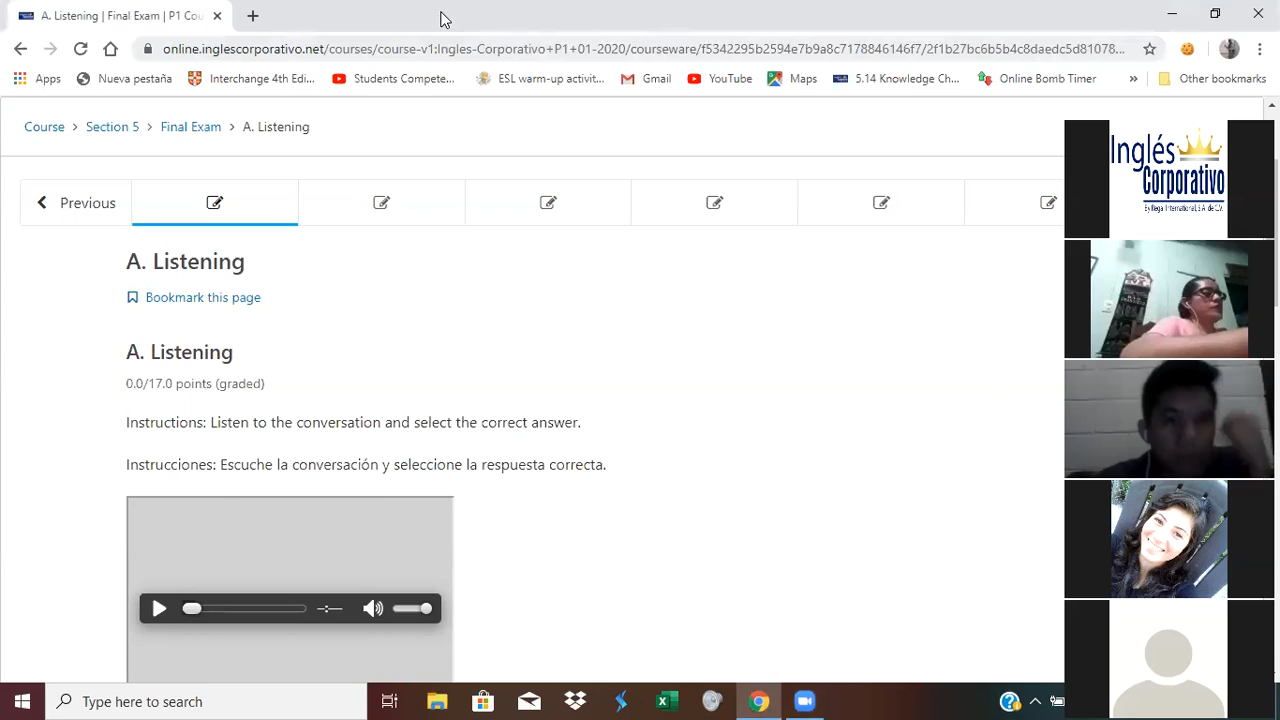 A. Listening | Final Exam | P1 Cou
online.inglescorporativo.net/courses/course-v1:Ingles-Corporativo+P1+01-2020/courseware/f5342295b2594e7b9a8c7178846146f7/2f1b27bc6b5b4c8daedc5d81078...
Apps
Nueva pestaña
Interchange 4th Edi...
Students Compete...
ESL warm-up activit...
Gmail
YouTube
Maps
5.14 Knowledge Ch...
Online Bomb Timer
»
Other bookmarks
Course > Section 5 > Final Exam > A. Listening
Previous
A. Listening
Bookmark this page
A. Listening
0.0/17.0 points (graded)
Instructions: Listen to the conversation and select the correct answer.
Instrucciones: Escuche la conversación y seleccione la respuesta correcta.
-:-
Inglés
Corporativo
Type here to search